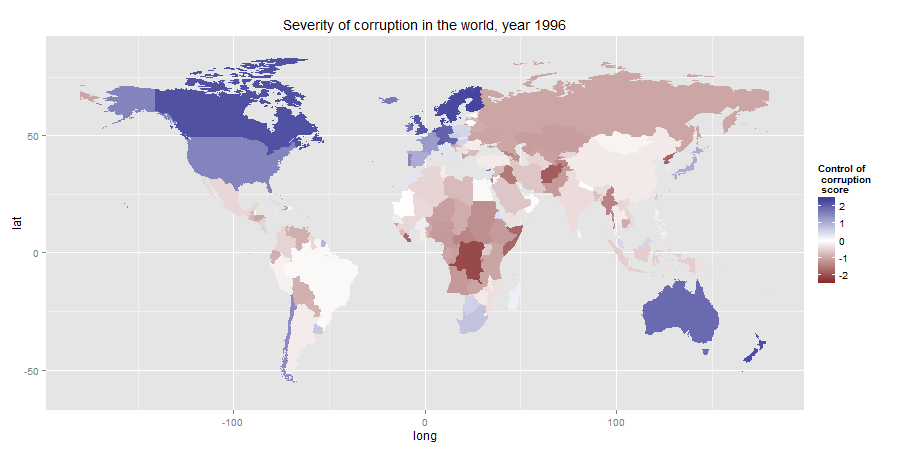 Severity of corruption in the world, year 1996
50
0
-50
lat
-100
0
100
long
Control of
corruption
score
2
1
0
-1
-2